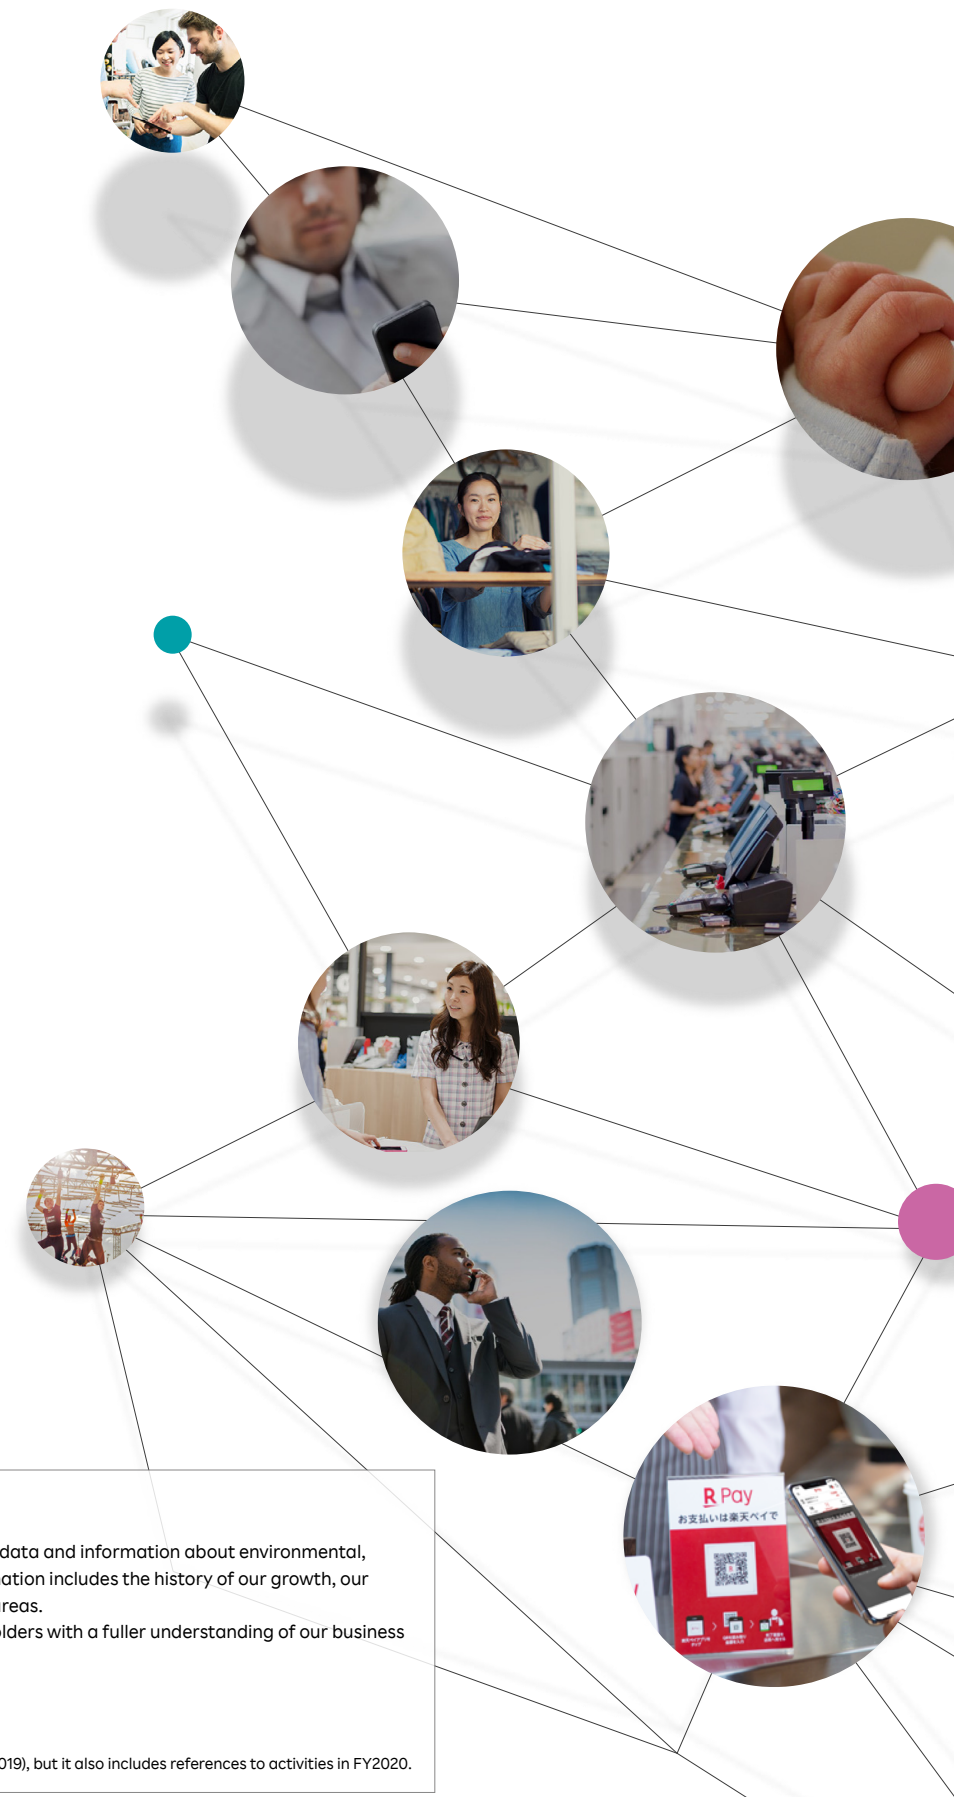 R Pay
お支払いは楽天ペイで
data and information about environmental,
ation includes the history of our growth, our
reas.
olders with a fuller understanding of our business
019), but it also includes references to activities in FY2020.